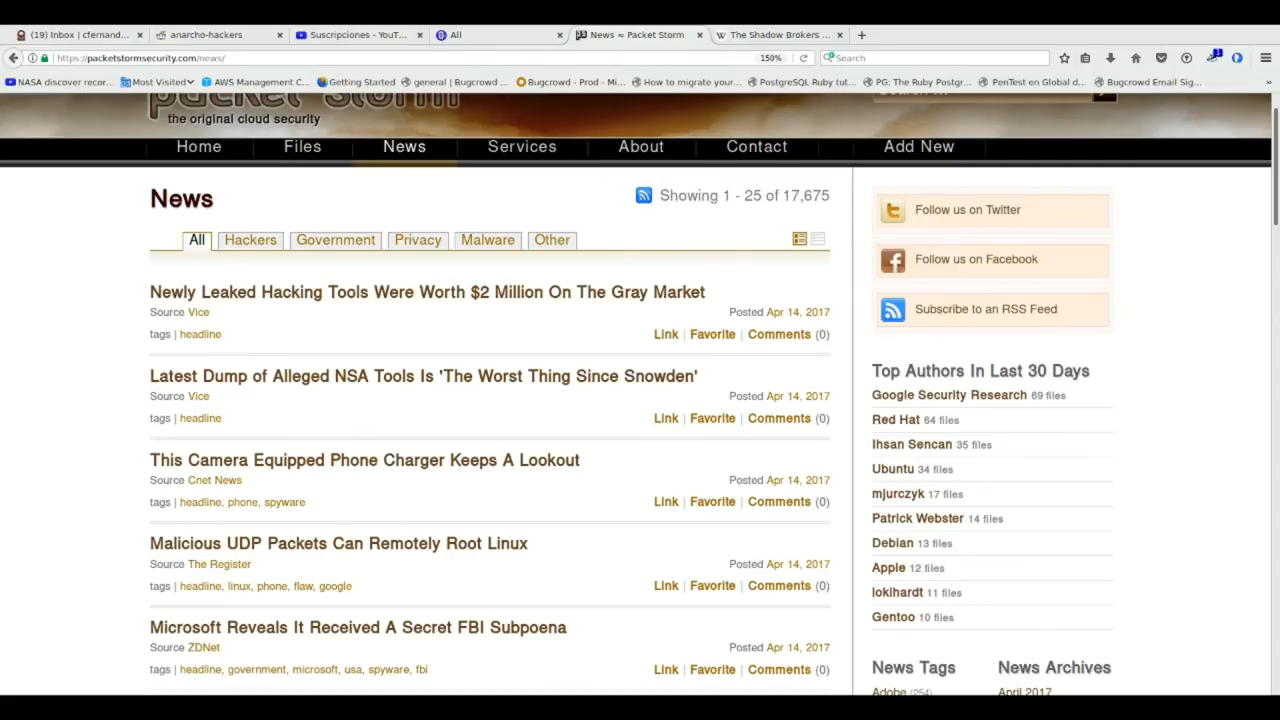 (19) Inbox | cfernand... × anarcho-hackers × Suscripciones - YouT... × All × News ≈ Packet Storm × The Shadow Brokers ... × +
https://packetstormsecurity.com/news/ 150% Search
NASA discover recor... Most Visited AWS Management C... Getting Started general | Bugcrowd ... Bugcrowd - Prod - Mi... How to migrate your... PostgreSQL Ruby tut... PG: The Ruby Postgr... PenTest en Global d... Bugcrowd Email Sig... »
packet storm
the original cloud security
Home Files News Services About Contact Add New
News
Showing 1 - 25 of 17,675
All Hackers Government Privacy Malware Other
Newly Leaked Hacking Tools Were Worth $2 Million On The Gray Market
Source Vice Posted Apr 14, 2017
tags | headline Link | Favorite | Comments (0)
Latest Dump of Alleged NSA Tools Is 'The Worst Thing Since Snowden'
Source Vice Posted Apr 14, 2017
tags | headline Link | Favorite | Comments (0)
This Camera Equipped Phone Charger Keeps A Lookout
Source Cnet News Posted Apr 14, 2017
tags | headline, phone, spyware Link | Favorite | Comments (0)
Malicious UDP Packets Can Remotely Root Linux
Source The Register Posted Apr 14, 2017
tags | headline, linux, phone, flaw, google Link | Favorite | Comments (0)
Microsoft Reveals It Received A Secret FBI Subpoena
Source ZDNet Posted Apr 14, 2017
tags | headline, government, microsoft, usa, spyware, fbi Link | Favorite | Comments (0)
Follow us on Twitter
Follow us on Facebook
Subscribe to an RSS Feed
Top Authors In Last 30 Days
Google Security Research 69 files
Red Hat 64 files
Ihsan Sencan 35 files
Ubuntu 34 files
mjurczyk 17 files
Patrick Webster 14 files
Debian 13 files
Apple 12 files
lokihardt 11 files
Gentoo 10 files
News Tags News Archives
Adobe (254) April 2017